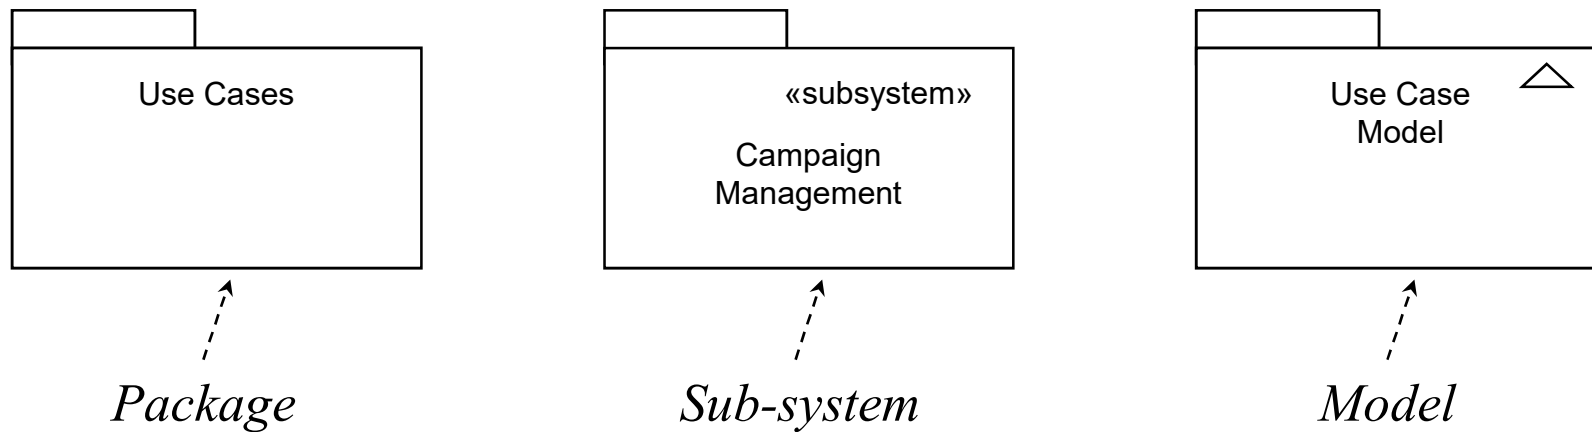 Use Cases
«subsystem»
Campaign
Management
Use Case
Model
Package
Sub-system
Model